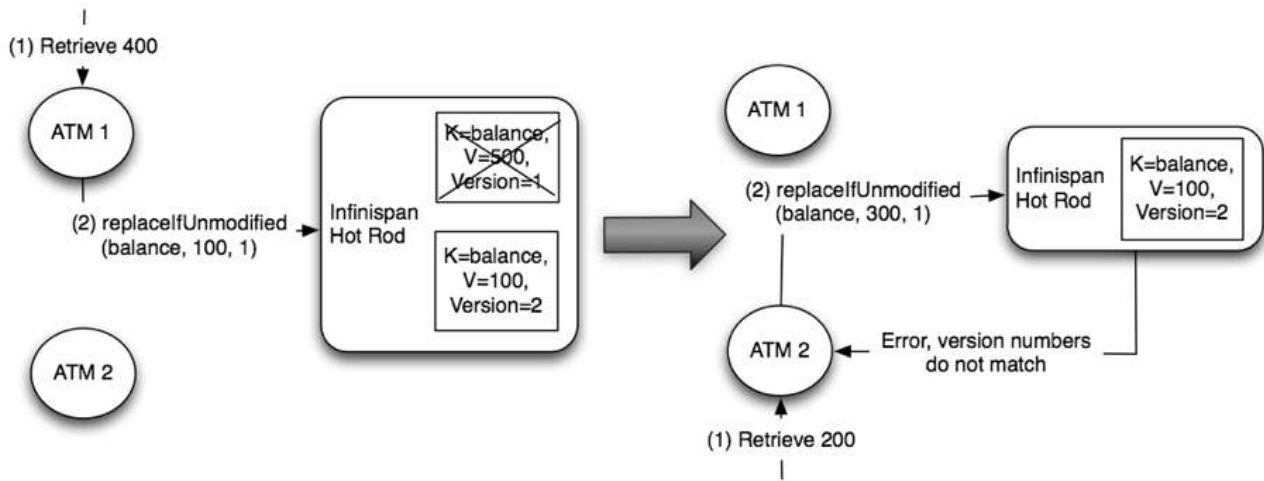 (1) Retrieve 400
ATM 1
(2) replaceIfUnmodified
(balance, 100, 1)
ATM 2
Infinispan
Hot Rod
K=balance,
V=500,
Version=1
K=balance,
V=100,
Version=2
ATM 1
(2) replaceIfUnmodified
(balance, 300, 1)
Infinispan
Hot Rod
K=balance,
V=100,
Version=2
ATM 2
Error, version numbers
do not match
(1) Retrieve 200